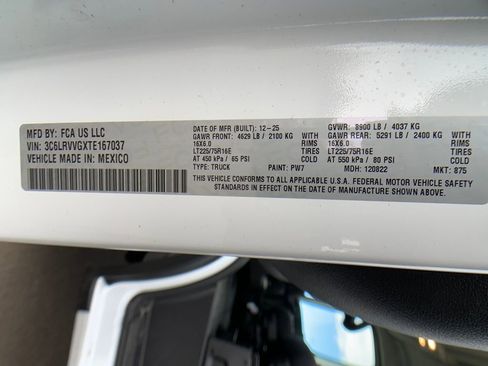 MFD BY: FCA US LLC
VIN: 3C6LRVVGXTE167037
VEHICLE MADE IN: MEXICO
DATE OF MFR (BUILT): 12-25 GVWR: 8900 LB / 4037 KG
GAWR FRONT: 4629 LB / 2100 KG GAWR REAR: 5291 LB / 2400 KG
16X6.0 RIMS 16X6.0 RIMS
LT225/75R16E TIRES LT225/75R16E TIRES
AT 450 kPa / 65 PSI COLD AT 550 kPa / 80 PSI COLD
TYPE: TRUCK PAINT: PW7 MDH: 120822 MKT: 875
THIS VEHICLE CONFORMS TO ALL APPLICABLE U.S.A. FEDERAL MOTOR VEHICLE SAFETY
STANDARDS IN EFFECT ON THE DATE OF MANUFACTURE SHOWN ABOVE.